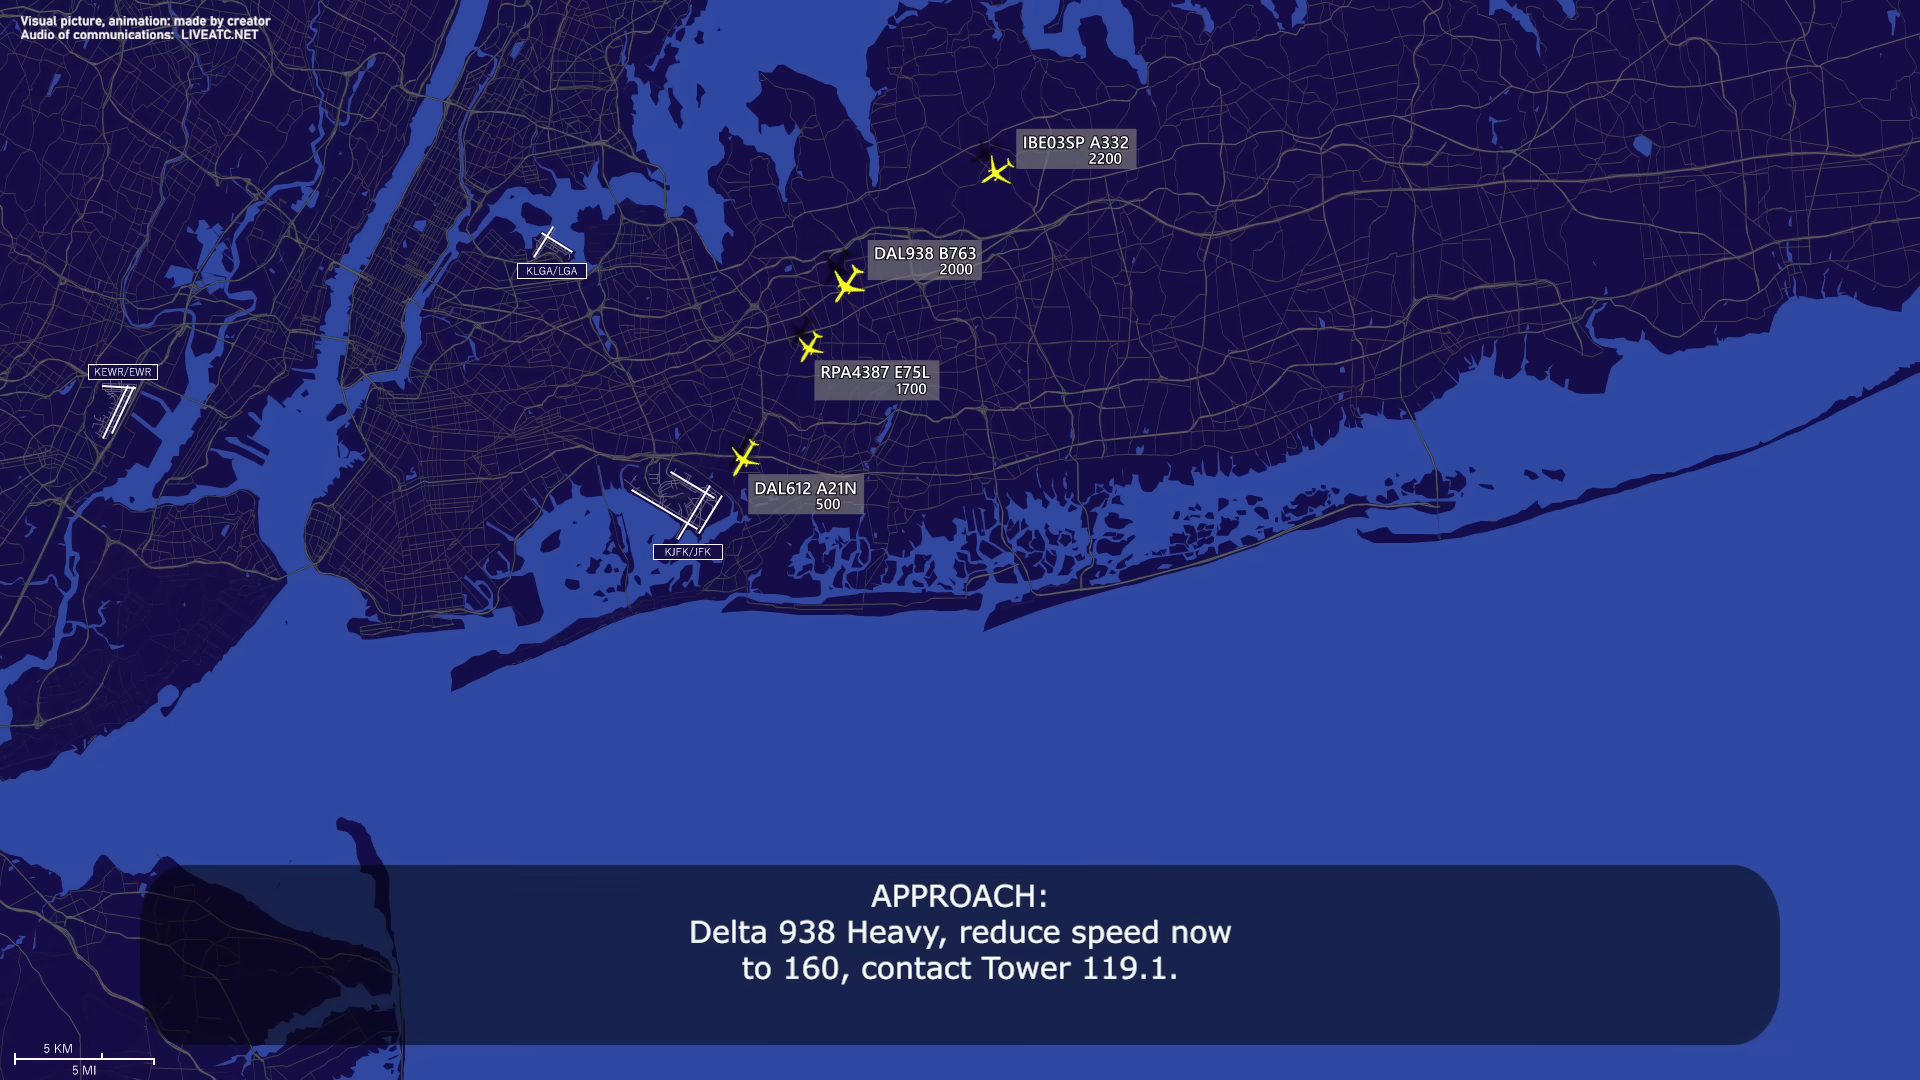 Visual picture, animation: made by creator
Audio of communications: LIVEATC.NET
IBE03SP A332
2200
DAL938 B763
2000
KLGA/LGA
RPA4387 E75L
1700
KEWR/EWR
DAL612 A21N
500
KJFK/JFK
APPROACH:
Delta 938 Heavy, reduce speed now
to 160, contact Tower 119.1.
5 KM
5 MI